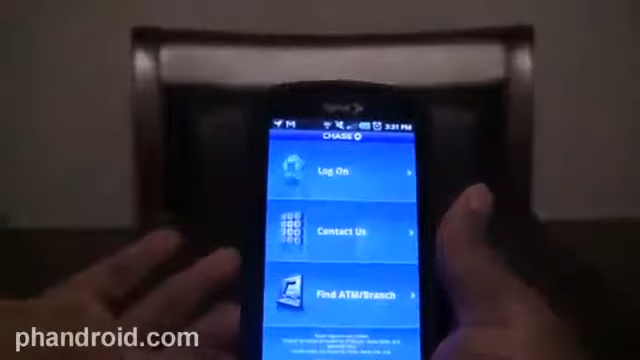 Sprint
3:31 PM
CHASE
Log On
Contact Us
Find ATM/Branch
phandroid.com